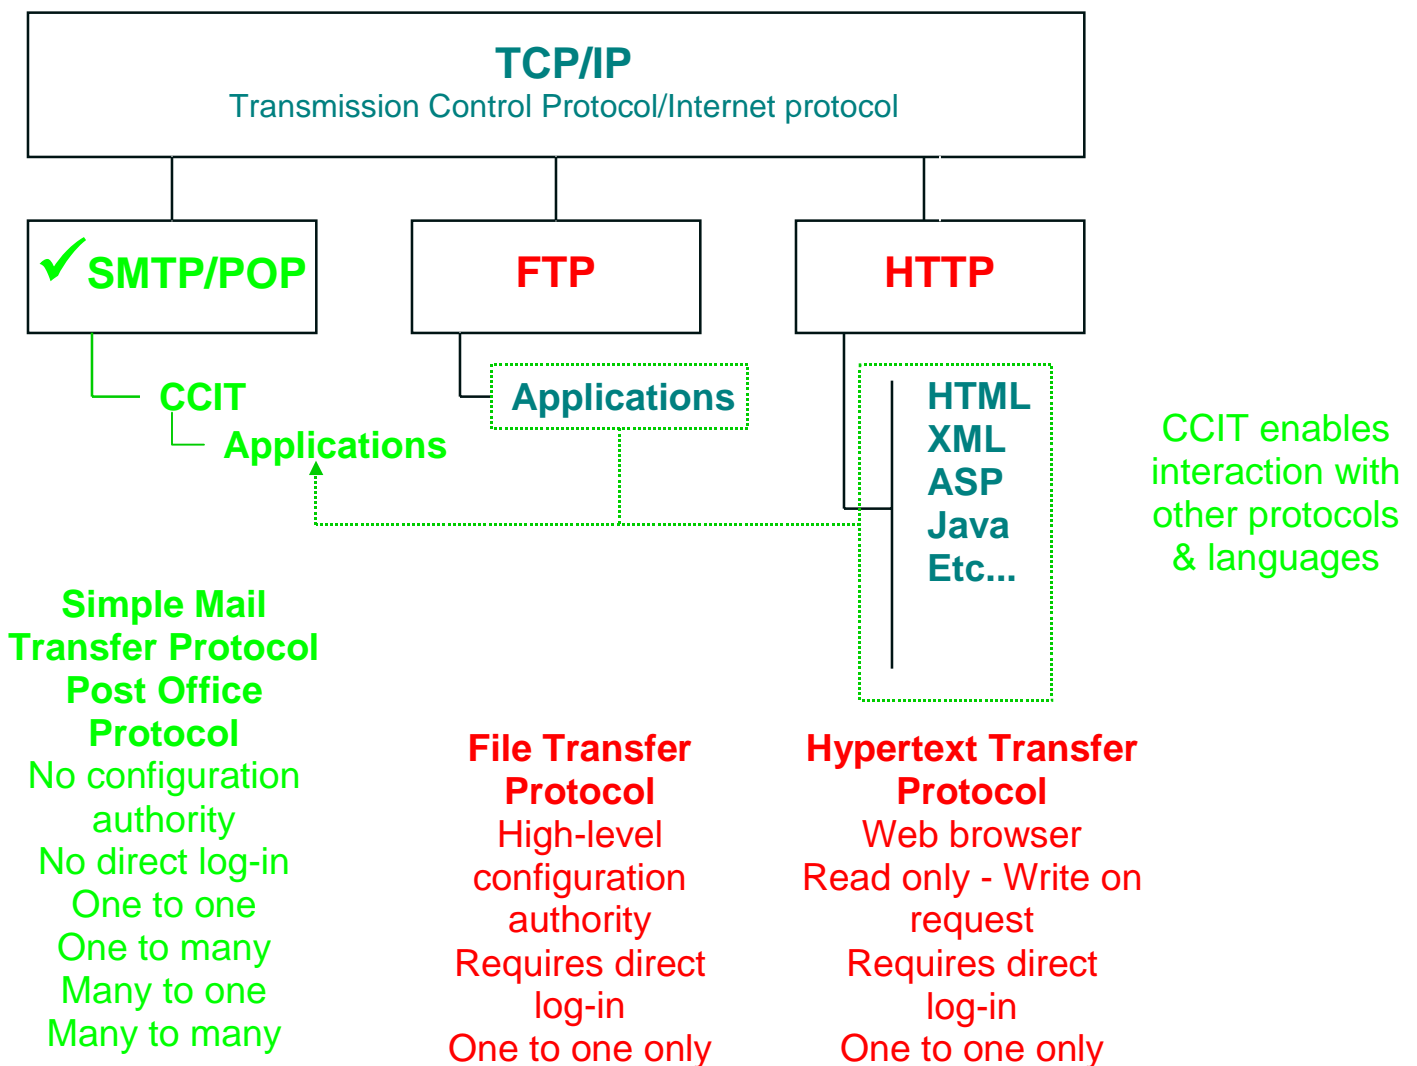 TCP/IP
Transmission Control Protocol/Internet protocol
SMTP/POP
FTP
HTTP
CCIT
Applications
Applications
HTML
XML
ASP
Java
Etc...
CCIT enables
interaction with
other protocols
& languages
Simple Mail
Transfer Protocol
Post Office
Protocol
No configuration
authority
No direct log-in
One to one
One to many
Many to one
Many to many
File Transfer
Protocol
High-level
configuration
authority
Requires direct
log-in
One to one only
Hypertext Transfer
Protocol
Web browser
Read only - Write on
request
Requires direct
log-in
One to one only